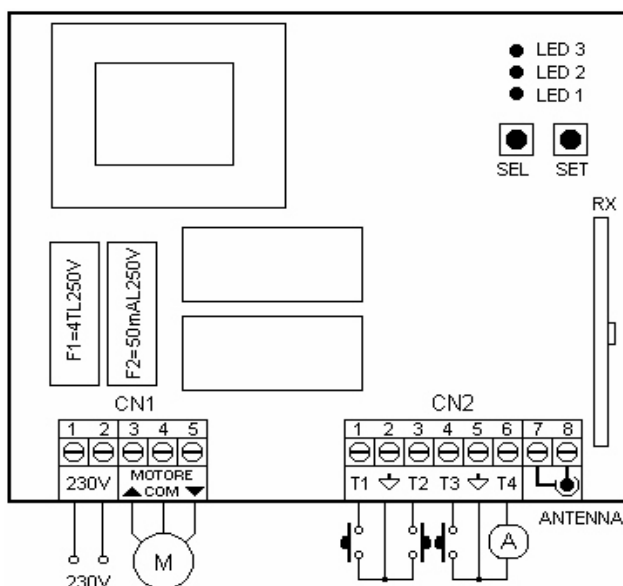 LED 3
LED 2
LED 1
SEL SET
RX
F1=4TL250V
F2=50mAL250V
CN1
1 2 3 4 5
230V
MOTORE
COM
CN2
1 2 3 4 5 6 7 8
T1 T2 T3 T4
ANTENNA
M
A
230V